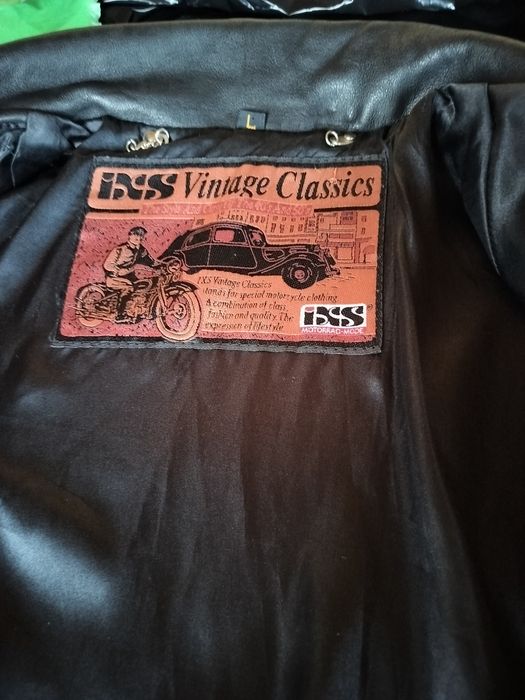 L
iXS Vintage Classics
IXS Vintage Classics
stands for special motorcycle clothing.
A combination of class,
fashion and quality. The
expression of lifestyle.
iXS®
MOTORRAD-MODE